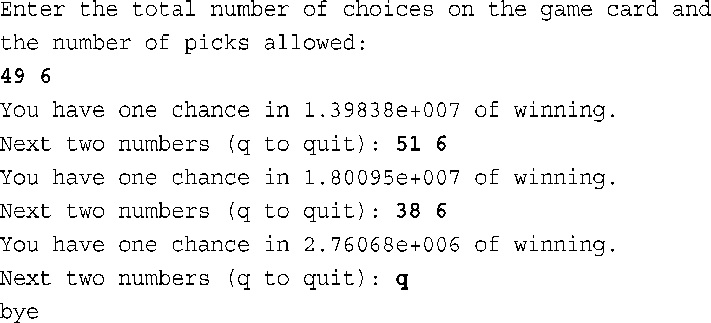 Enter the total number of choices on the game card and
the number of picks allowed:
49 6
You have one chance in 1.39838e+007 of winning.
Next two numbers (q to quit): 51 6
You have one chance in 1.80095e+007 of winning.
Next two numbers (q to quit): 38 6
You have one chance in 2.76068e+006 of winning.
Next two numbers (q to quit): q
bye